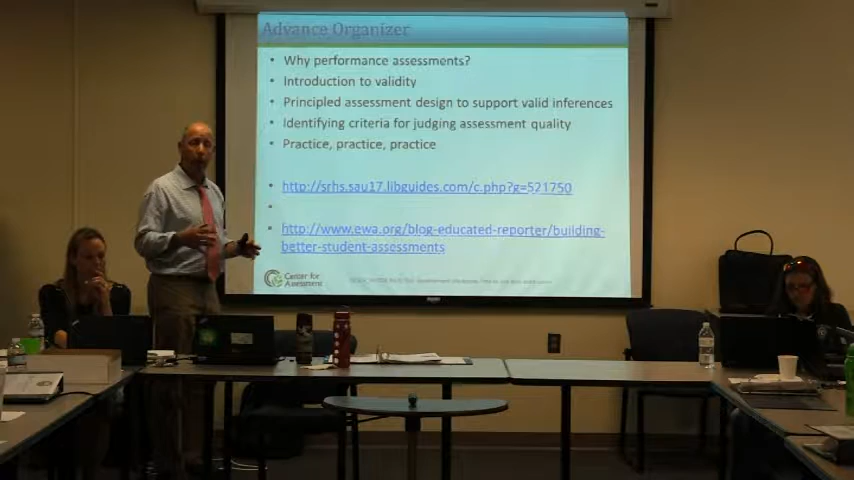 Advance Organizer
• Why performance assessments?
• Introduction to validity
• Principled assessment design to support valid inferences
• Identifying criteria for judging assessment quality
• Practice, practice, practice
• http://srhs.sau17.libguides.com/c.php?g=521750
•
• http://www.ewa.org/blog-educated-reporter/building-
better-student-assessments
Center for
Assessment